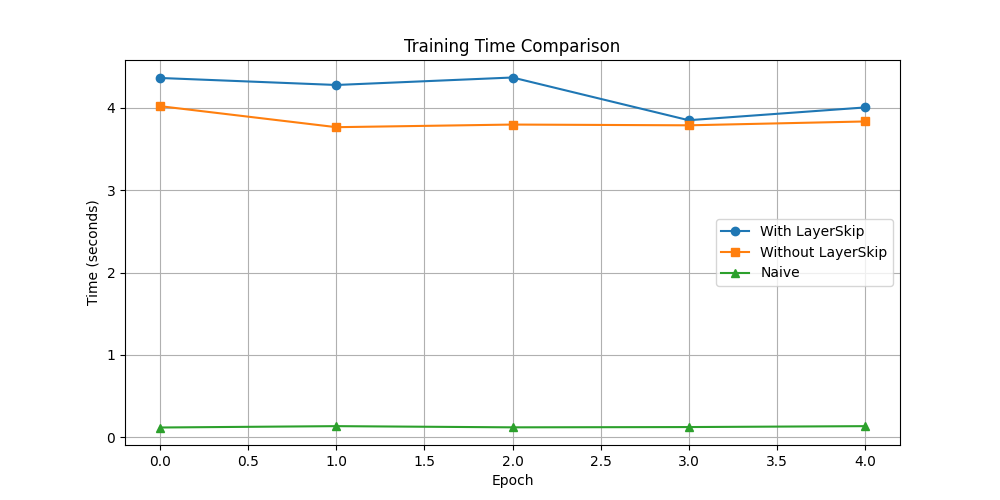 Training Time Comparison
Time (seconds)
4
3
2
1
0
With LayerSkip
Without LayerSkip
Naive
0.0 0.5 1.0 1.5 2.0 2.5 3.0 3.5 4.0
Epoch